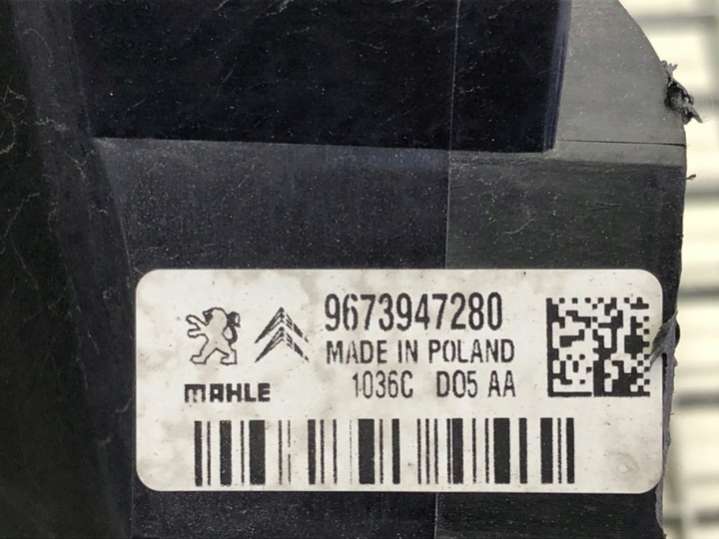 9673947280
MADE IN POLAND
MAHLE
1036C D05 AA